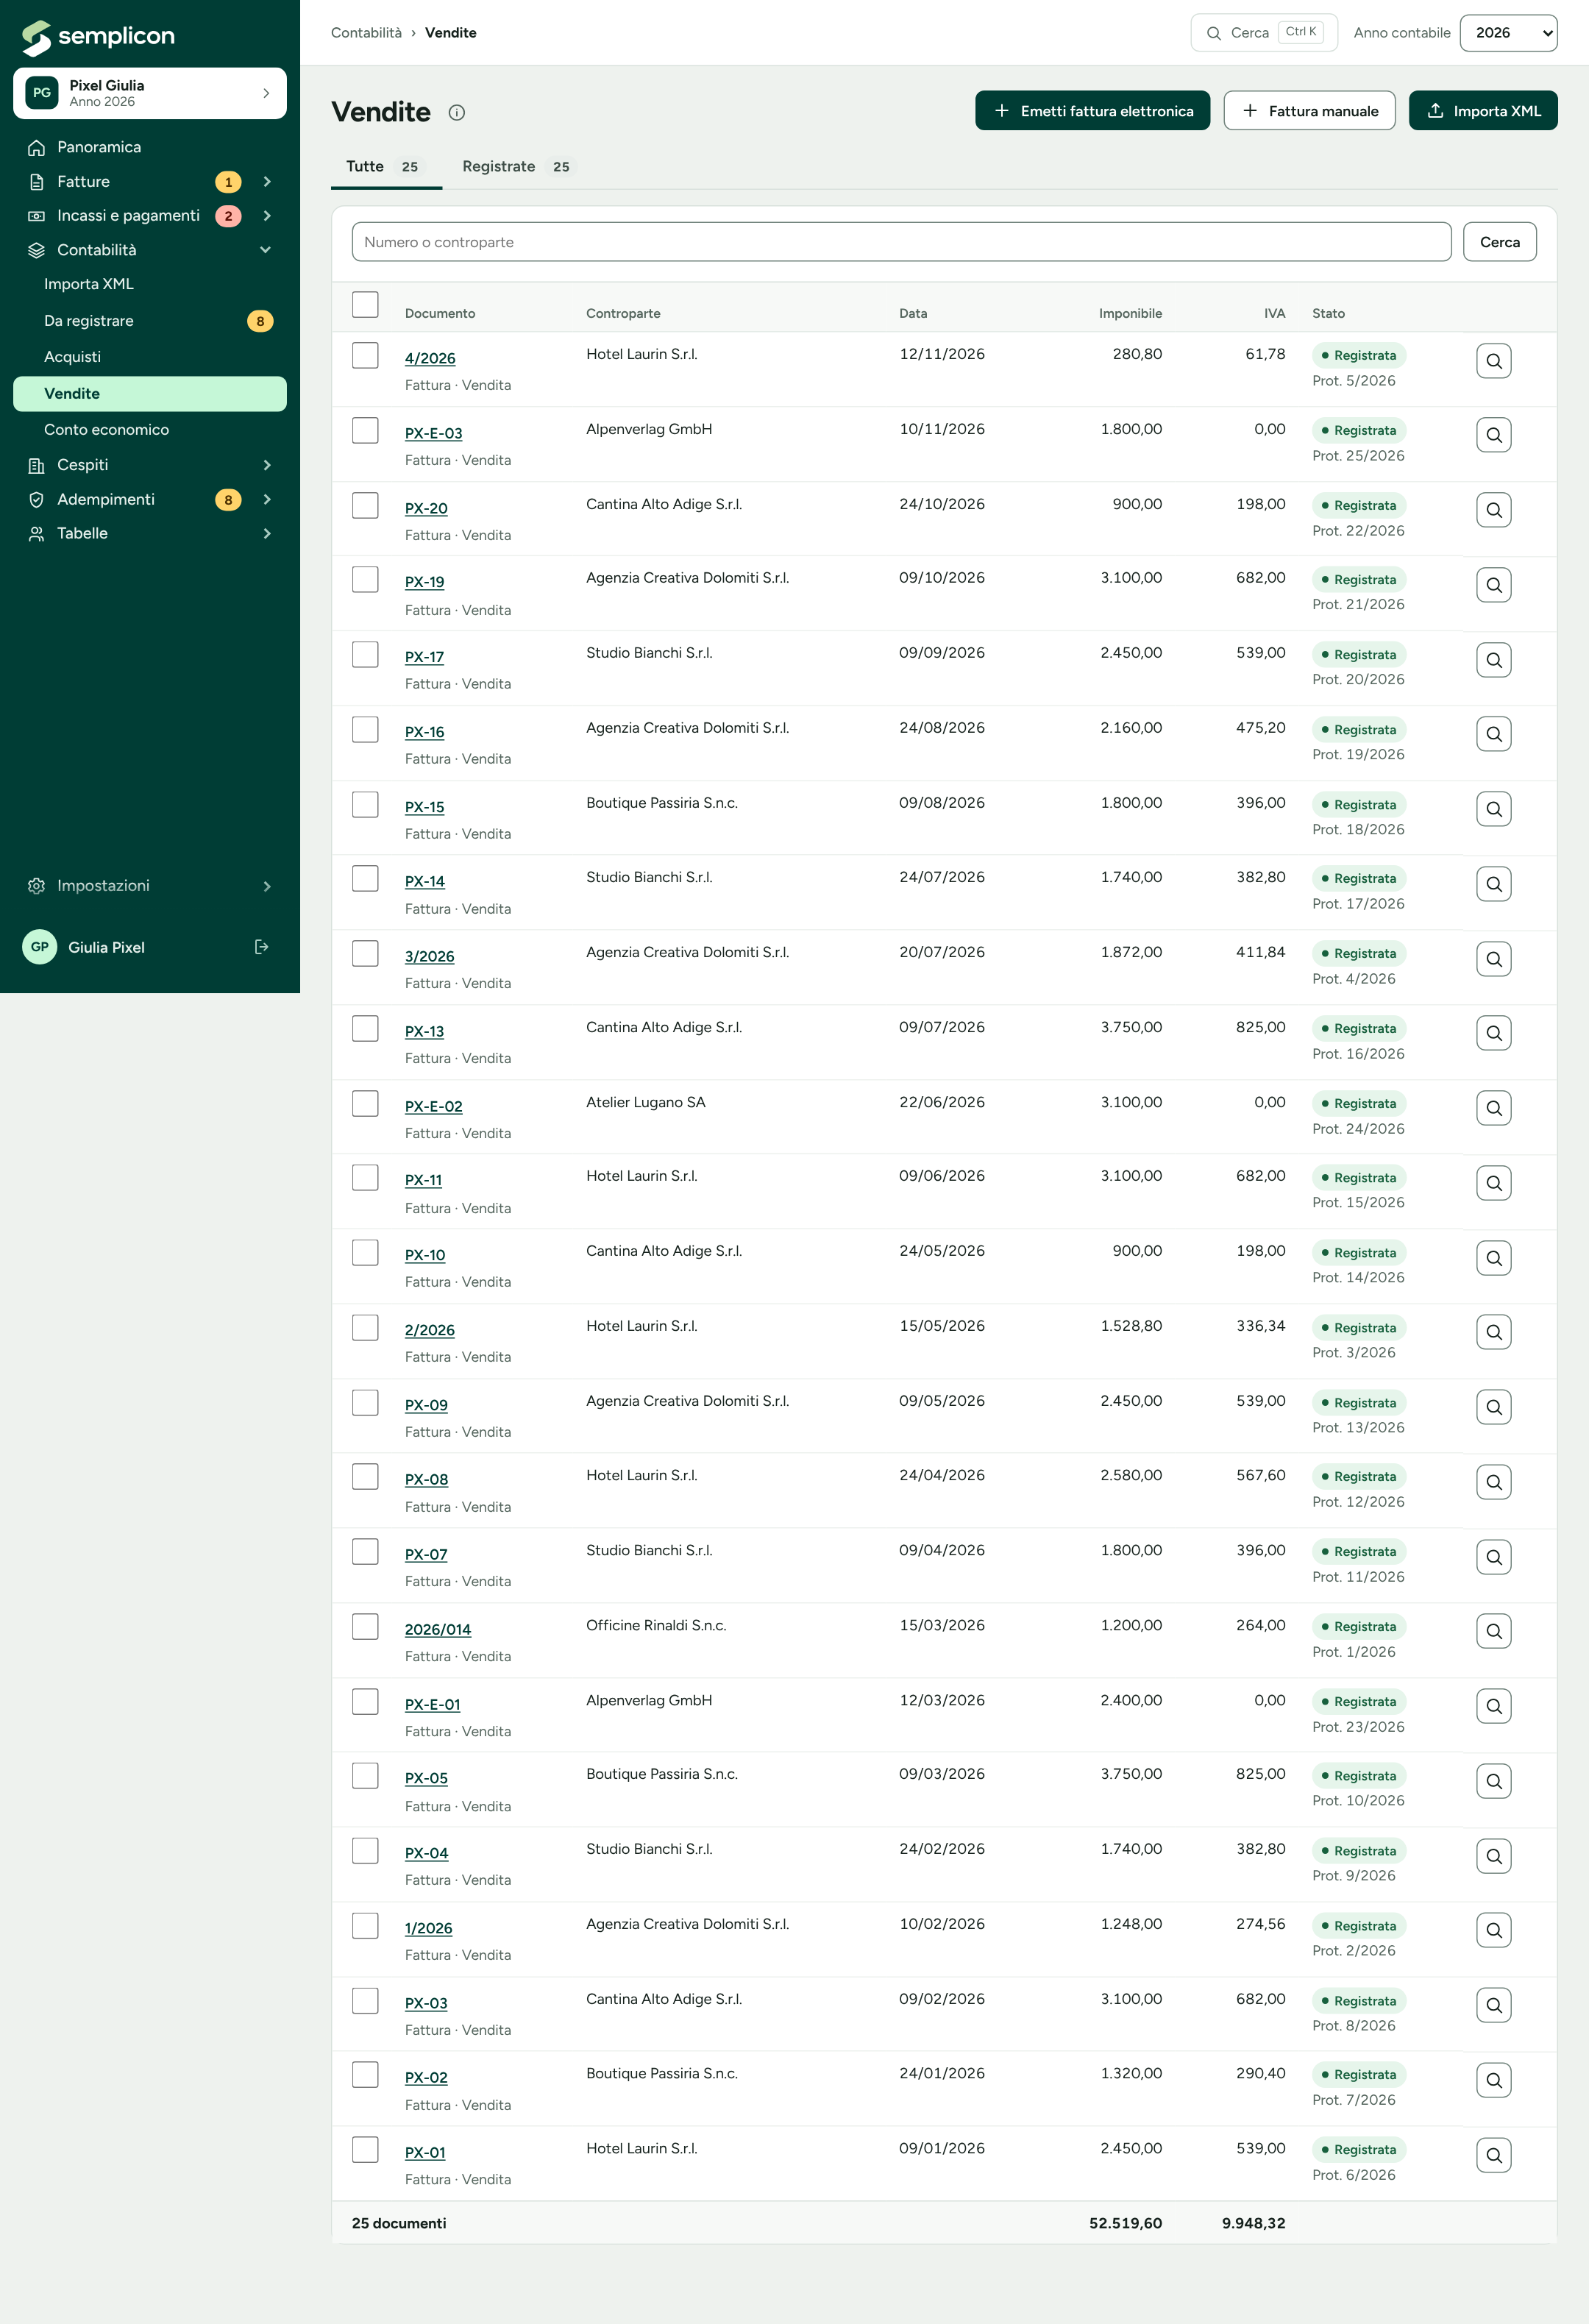 semplicon
PG Pixel Giulia
Anno 2026
Panoramica
Fatture 1
Incassi e pagamenti 2
Contabilità
Importa XML
Da registrare 8
Acquisti
Vendite
Conto economico
Cespiti
Adempimenti 8
Tabelle
Impostazioni
GP Giulia Pixel
Contabilità › Vendite
Cerca Ctrl K Anno contabile 2026
Vendite
Emetti fattura elettronica
Fattura manuale
Importa XML
Tutte 25 Registrate 25
Numero o controparte Cerca
Documento Controparte Data Imponibile IVA Stato
4/2026 Hotel Laurin S.r.l. 12/11/2026 280,80 61,78 Registrata
Fattura · Vendita Prot. 5/2026
PX-E-03 Alpenverlag GmbH 10/11/2026 1.800,00 0,00 Registrata
Fattura · Vendita Prot. 25/2026
PX-20 Cantina Alto Adige S.r.l. 24/10/2026 900,00 198,00 Registrata
Fattura · Vendita Prot. 22/2026
PX-19 Agenzia Creativa Dolomiti S.r.l. 09/10/2026 3.100,00 682,00 Registrata
Fattura · Vendita Prot. 21/2026
PX-17 Studio Bianchi S.r.l. 09/09/2026 2.450,00 539,00 Registrata
Fattura · Vendita Prot. 20/2026
PX-16 Agenzia Creativa Dolomiti S.r.l. 24/08/2026 2.160,00 475,20 Registrata
Fattura · Vendita Prot. 19/2026
PX-15 Boutique Passiria S.n.c. 09/08/2026 1.800,00 396,00 Registrata
Fattura · Vendita Prot. 18/2026
PX-14 Studio Bianchi S.r.l. 24/07/2026 1.740,00 382,80 Registrata
Fattura · Vendita Prot. 17/2026
3/2026 Agenzia Creativa Dolomiti S.r.l. 20/07/2026 1.872,00 411,84 Registrata
Fattura · Vendita Prot. 4/2026
PX-13 Cantina Alto Adige S.r.l. 09/07/2026 3.750,00 825,00 Registrata
Fattura · Vendita Prot. 16/2026
PX-E-02 Atelier Lugano SA 22/06/2026 3.100,00 0,00 Registrata
Fattura · Vendita Prot. 24/2026
PX-11 Hotel Laurin S.r.l. 09/06/2026 3.100,00 682,00 Registrata
Fattura · Vendita Prot. 15/2026
PX-10 Cantina Alto Adige S.r.l. 24/05/2026 900,00 198,00 Registrata
Fattura · Vendita Prot. 14/2026
2/2026 Hotel Laurin S.r.l. 15/05/2026 1.528,80 336,34 Registrata
Fattura · Vendita Prot. 3/2026
PX-09 Agenzia Creativa Dolomiti S.r.l. 09/05/2026 2.450,00 539,00 Registrata
Fattura · Vendita Prot. 13/2026
PX-08 Hotel Laurin S.r.l. 24/04/2026 2.580,00 567,60 Registrata
Fattura · Vendita Prot. 12/2026
PX-07 Studio Bianchi S.r.l. 09/04/2026 1.800,00 396,00 Registrata
Fattura · Vendita Prot. 11/2026
2026/014 Officine Rinaldi S.n.c. 15/03/2026 1.200,00 264,00 Registrata
Fattura · Vendita Prot. 1/2026
PX-E-01 Alpenverlag GmbH 12/03/2026 2.400,00 0,00 Registrata
Fattura · Vendita Prot. 23/2026
PX-05 Boutique Passiria S.n.c. 09/03/2026 3.750,00 825,00 Registrata
Fattura · Vendita Prot. 10/2026
PX-04 Studio Bianchi S.r.l. 24/02/2026 1.740,00 382,80 Registrata
Fattura · Vendita Prot. 9/2026
1/2026 Agenzia Creativa Dolomiti S.r.l. 10/02/2026 1.248,00 274,56 Registrata
Fattura · Vendita Prot. 2/2026
PX-03 Cantina Alto Adige S.r.l. 09/02/2026 3.100,00 682,00 Registrata
Fattura · Vendita Prot. 8/2026
PX-02 Boutique Passiria S.n.c. 24/01/2026 1.320,00 290,40 Registrata
Fattura · Vendita Prot. 7/2026
PX-01 Hotel Laurin S.r.l. 09/01/2026 2.450,00 539,00 Registrata
Fattura · Vendita Prot. 6/2026
25 documenti 52.519,60 9.948,32